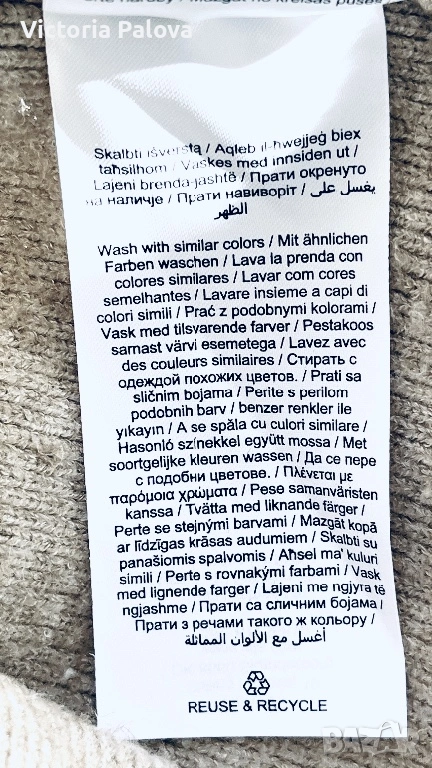 Victoria Palova
Skalbti išverstą / Aqleb il-ħwejjeġ biex
taħsilhom / Vaskes med innsiden ut /
Lajeni brenda-jashtë / Прати окренуто
на наличје / Прати навиворіт / يغسل على
الظهر
Wash with similar colors / Mit ähnlichen
Farben waschen / Lava la prenda con
colores similares / Lavar com cores
semelhantes / Lavare insieme a capi di
colori simili / Prać z podobnymi kolorami /
Vask med tilsvarende farver / Pestakoos
sarnast värvi esemetega / Lavez avec
des couleurs similaires / Стирать с
одеждой похожих цветов. / Prati sa
sličnim bojama / Perite s perilom
podobnih barv / benzer renkler ile
yıkayın / A se spăla cu culori similare /
Hasonló színekkel együtt mossa / Met
soortgelijke kleuren wassen / Да се пере
с подобни цветове. / Πλένεται με
παρόμοια χρώματα / Pese samanväristen
kanssa / Tvätta med liknande färger /
Perte se stejnými barvami / Mazgāt kopā
ar līdzīgas krāsas audumiem / Skalbti su
panašiomis spalvomis / Aħsel ma' kuluri
simili / Perte s rovnakými farbami / Vask
med lignende farger / Lajeni me ngjyra të
ngjashme / Прати са сличним бојама /
Прати з речами такого ж кольору /
أغسل مع الألوان المماثلة
REUSE & RECYCLE
BAZAR